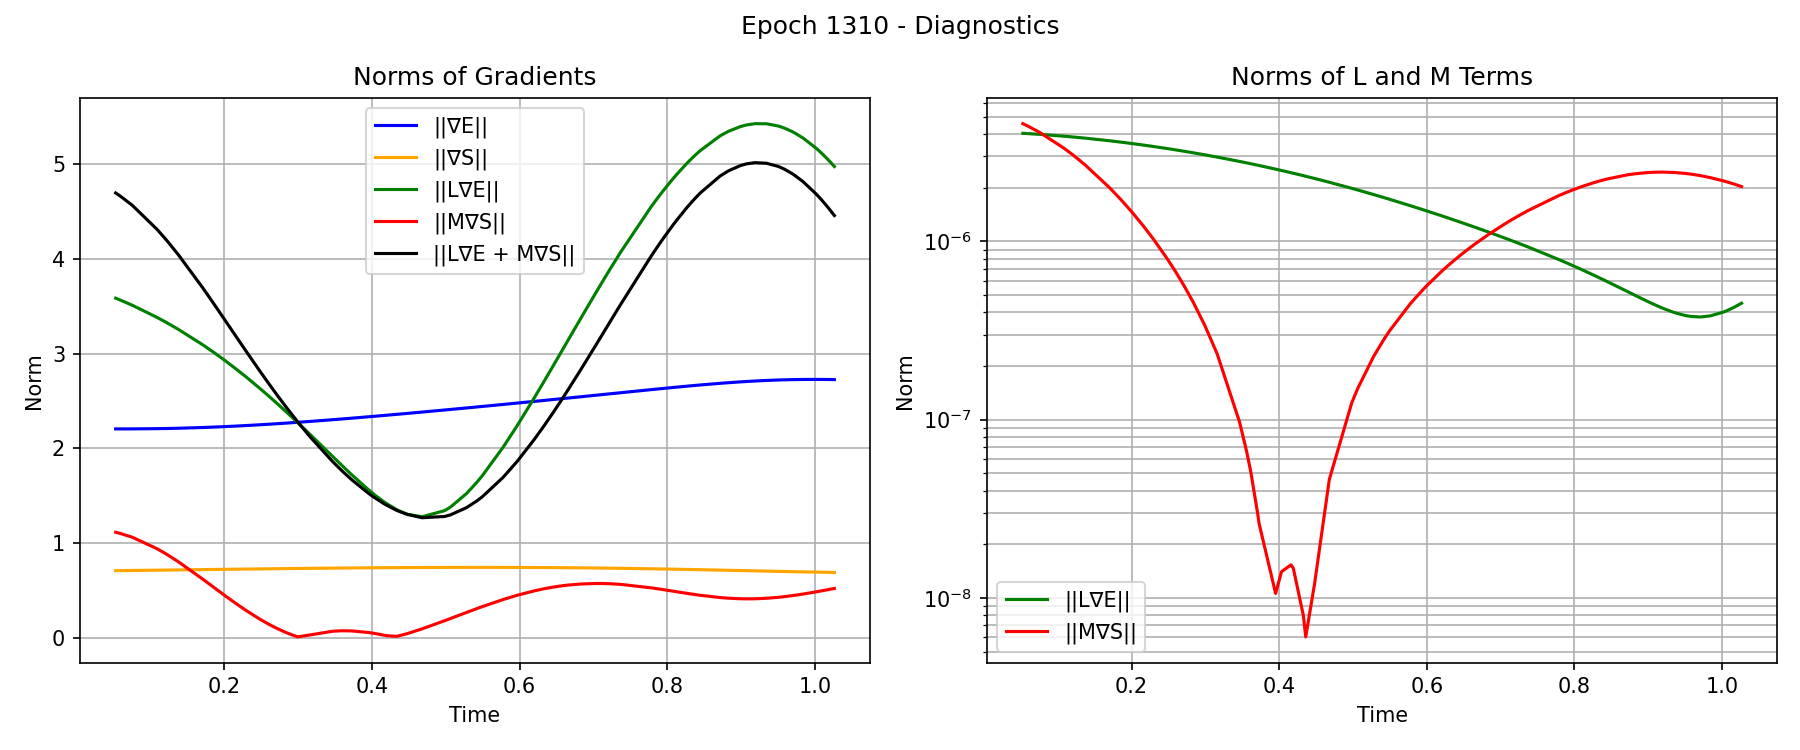 Epoch 1310 - Diagnostics
Norms of Gradients
||∇E||
||∇S||
||L∇E||
||M∇S||
||L∇E + M∇S||
5
4
3
2
1
0
Norm
0.2 0.4 0.6 0.8 1.0
Time
Norms of L and M Terms
10⁻⁶
10⁻⁷
10⁻⁸
Norm
||L∇E||
||M∇S||
0.2 0.4 0.6 0.8 1.0
Time